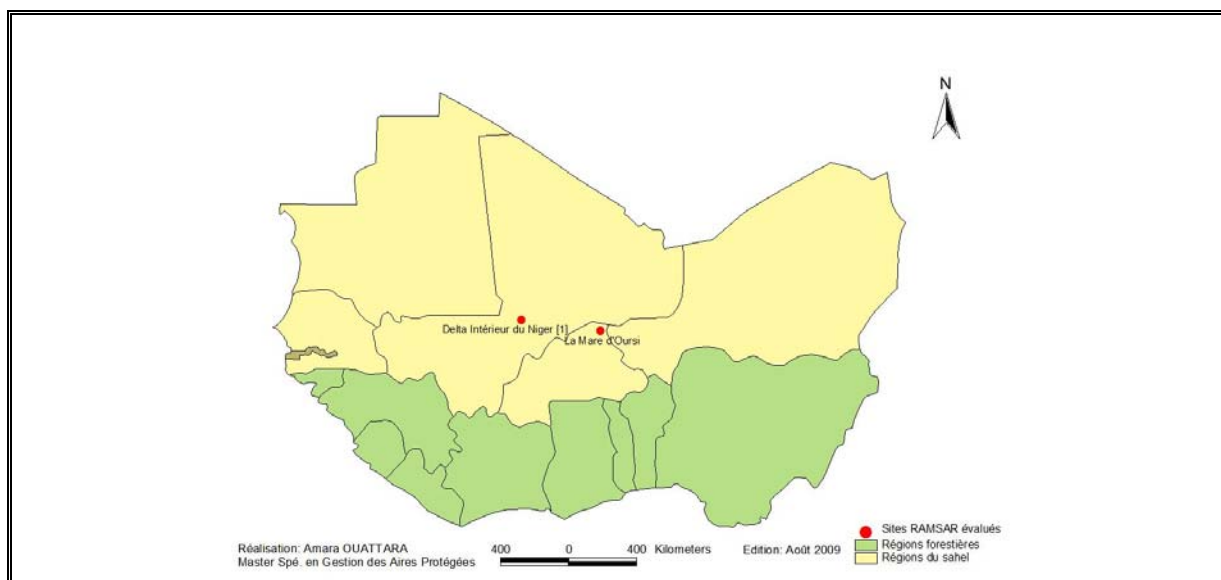 N
Delta Intérieur du Niger [1]
La Mare d'Oursi
Sites RAMSAR évalués
Régions forestières
Régions du sahel
Réalisation: Amara OUATTARA
Master Spé. en Gestion des Aires Protégées
400 0 400 Kilometers
Edition: Août 2009